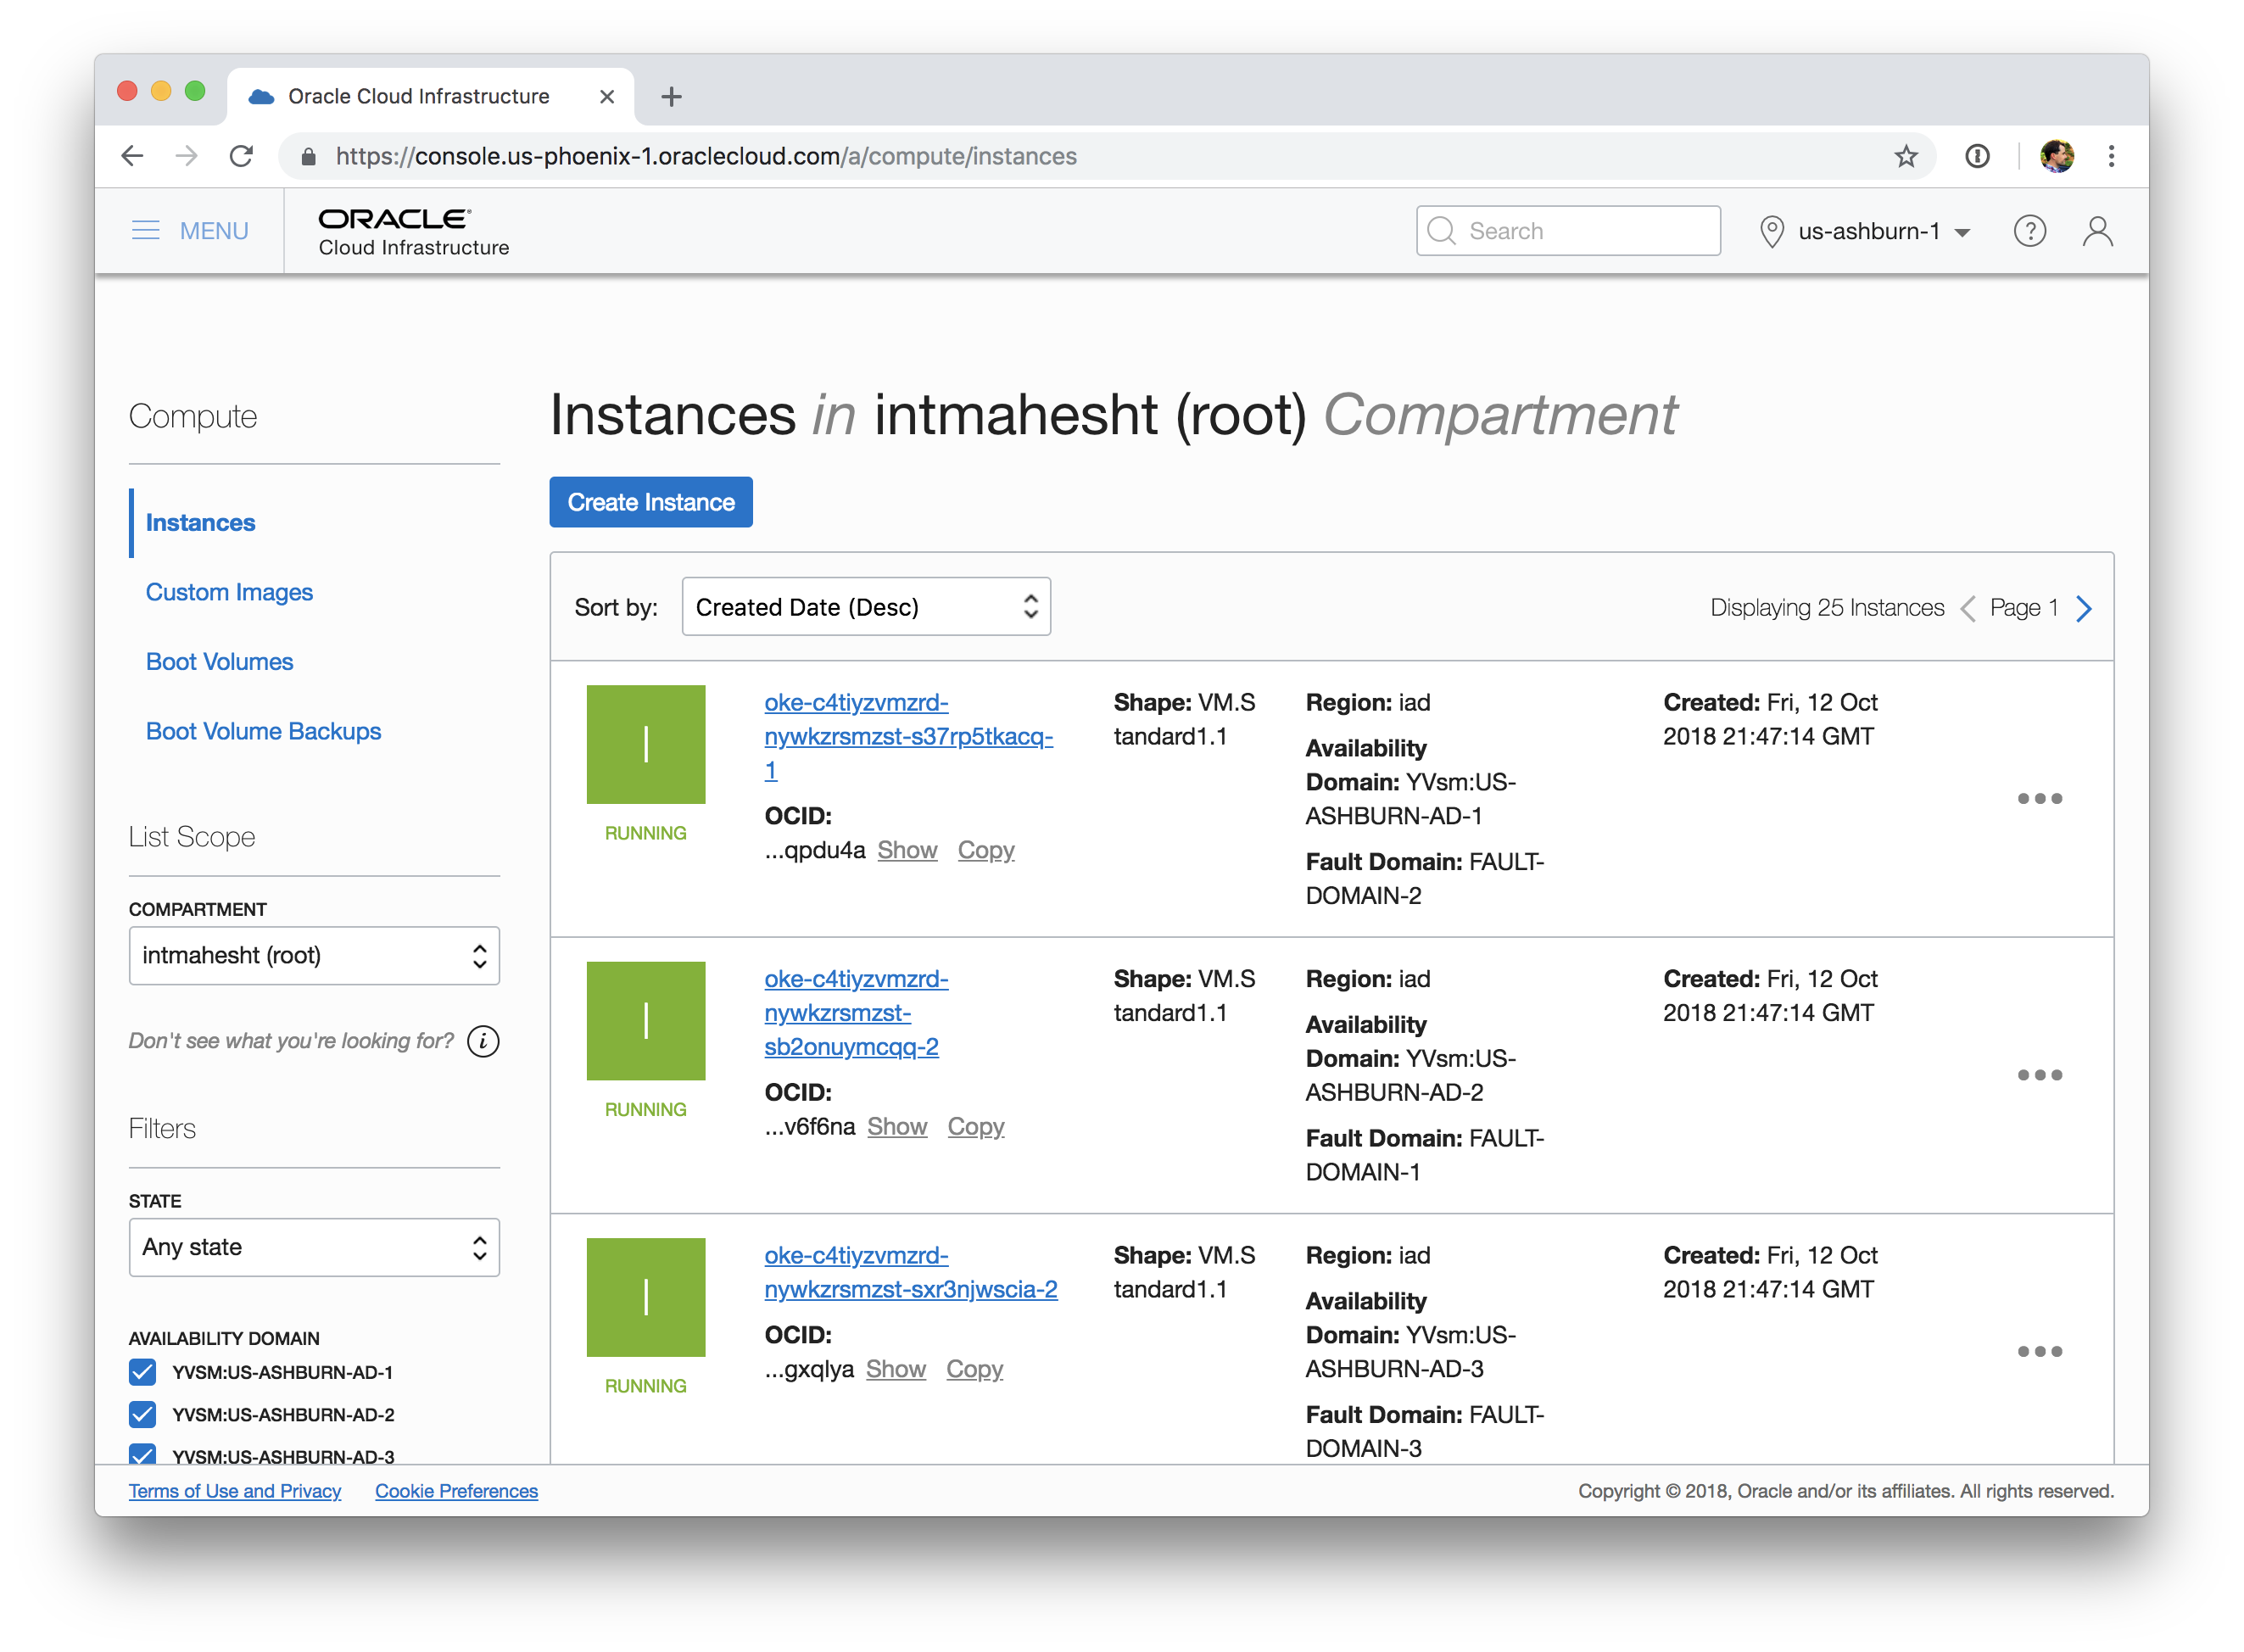 Oracle Cloud Infrastructure
https://console.us-phoenix-1.oraclecloud.com/a/compute/instances
MENU
ORACLE®
Cloud Infrastructure
Search
us-ashburn-1
?
Compute
Instances
Custom Images
Boot Volumes
Boot Volume Backups
List Scope
COMPARTMENT
intmahesht (root)
Don't see what you're looking for? i
Filters
STATE
Any state
AVAILABILITY DOMAIN
YVSM:US-ASHBURN-AD-1
YVSM:US-ASHBURN-AD-2
YVSM:US-ASHBURN-AD-3
Instances in intmahesht (root) Compartment
Create Instance
Sort by: Created Date (Desc)
Displaying 25 Instances < Page 1 >
I
RUNNING
oke-c4tiyzvmzrd-
nywkzrsmzst-s37rp5tkacq-
1
OCID:
...qpdu4a Show Copy
Shape: VM.S
tandard1.1
Region: iad
Availability
Domain: YVsm:US-
ASHBURN-AD-1
Fault Domain: FAULT-
DOMAIN-2
Created: Fri, 12 Oct
2018 21:47:14 GMT
I
RUNNING
oke-c4tiyzvmzrd-
nywkzrsmzst-
sb2onuymcqq-2
OCID:
...v6f6na Show Copy
Shape: VM.S
tandard1.1
Region: iad
Availability
Domain: YVsm:US-
ASHBURN-AD-2
Fault Domain: FAULT-
DOMAIN-1
Created: Fri, 12 Oct
2018 21:47:14 GMT
I
RUNNING
oke-c4tiyzvmzrd-
nywkzrsmzst-sxr3njwscia-2
OCID:
...gxqlya Show Copy
Shape: VM.S
tandard1.1
Region: iad
Availability
Domain: YVsm:US-
ASHBURN-AD-3
Fault Domain: FAULT-
DOMAIN-3
Created: Fri, 12 Oct
2018 21:47:14 GMT
Terms of Use and Privacy Cookie Preferences
Copyright © 2018, Oracle and/or its affiliates. All rights reserved.